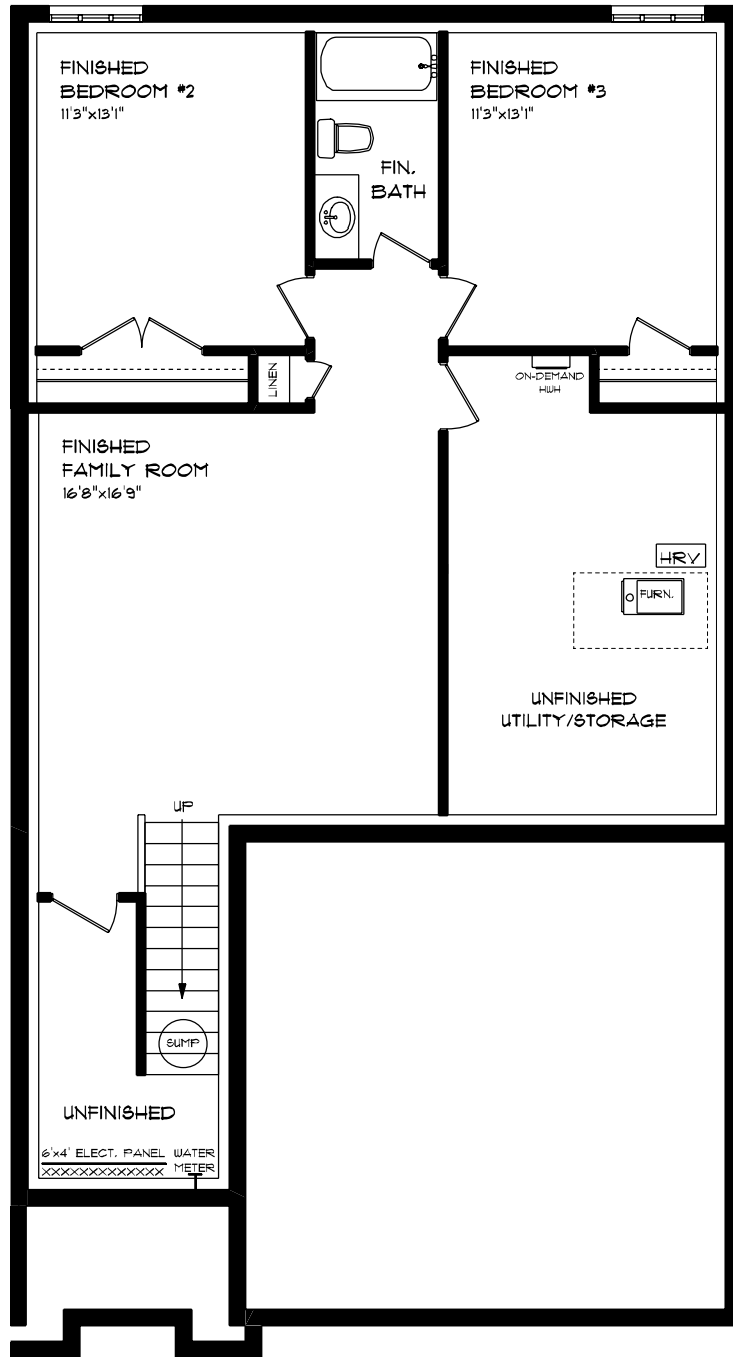 FINISHED
BEDROOM #2
11'3"x13'1"
FINISHED
BEDROOM #3
11'3"x13'1"
FIN.
BATH
LINEN
ON-DEMAND
HWH
FINISHED
FAMILY ROOM
16'8"x16'9"
HRV
FURN.
UNFINISHED
UTILITY/STORAGE
UP
SUMP
UNFINISHED
6'x4' ELECT. PANEL
WATER
METER